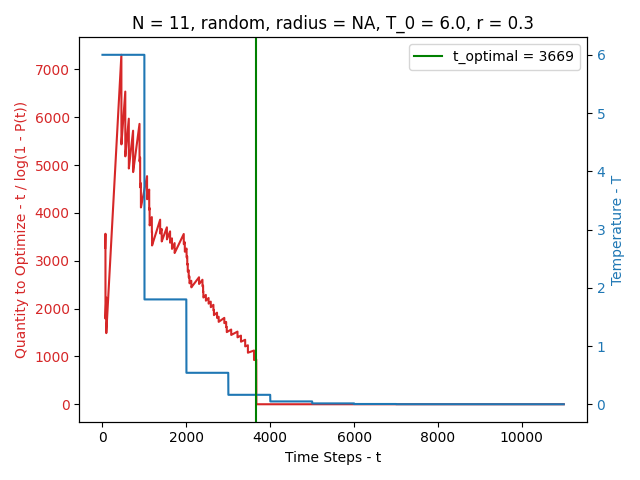 N = 11, random, radius = NA, T_0 = 6.0, r = 0.3
t_optimal = 3669
Quantity to Optimize - t / log(1 - P(t))
7000
6000
5000
4000
3000
2000
1000
0
6
5
4
3
2
1
0
Temperature - T
0 2000 4000 6000 8000 10000
Time Steps - t